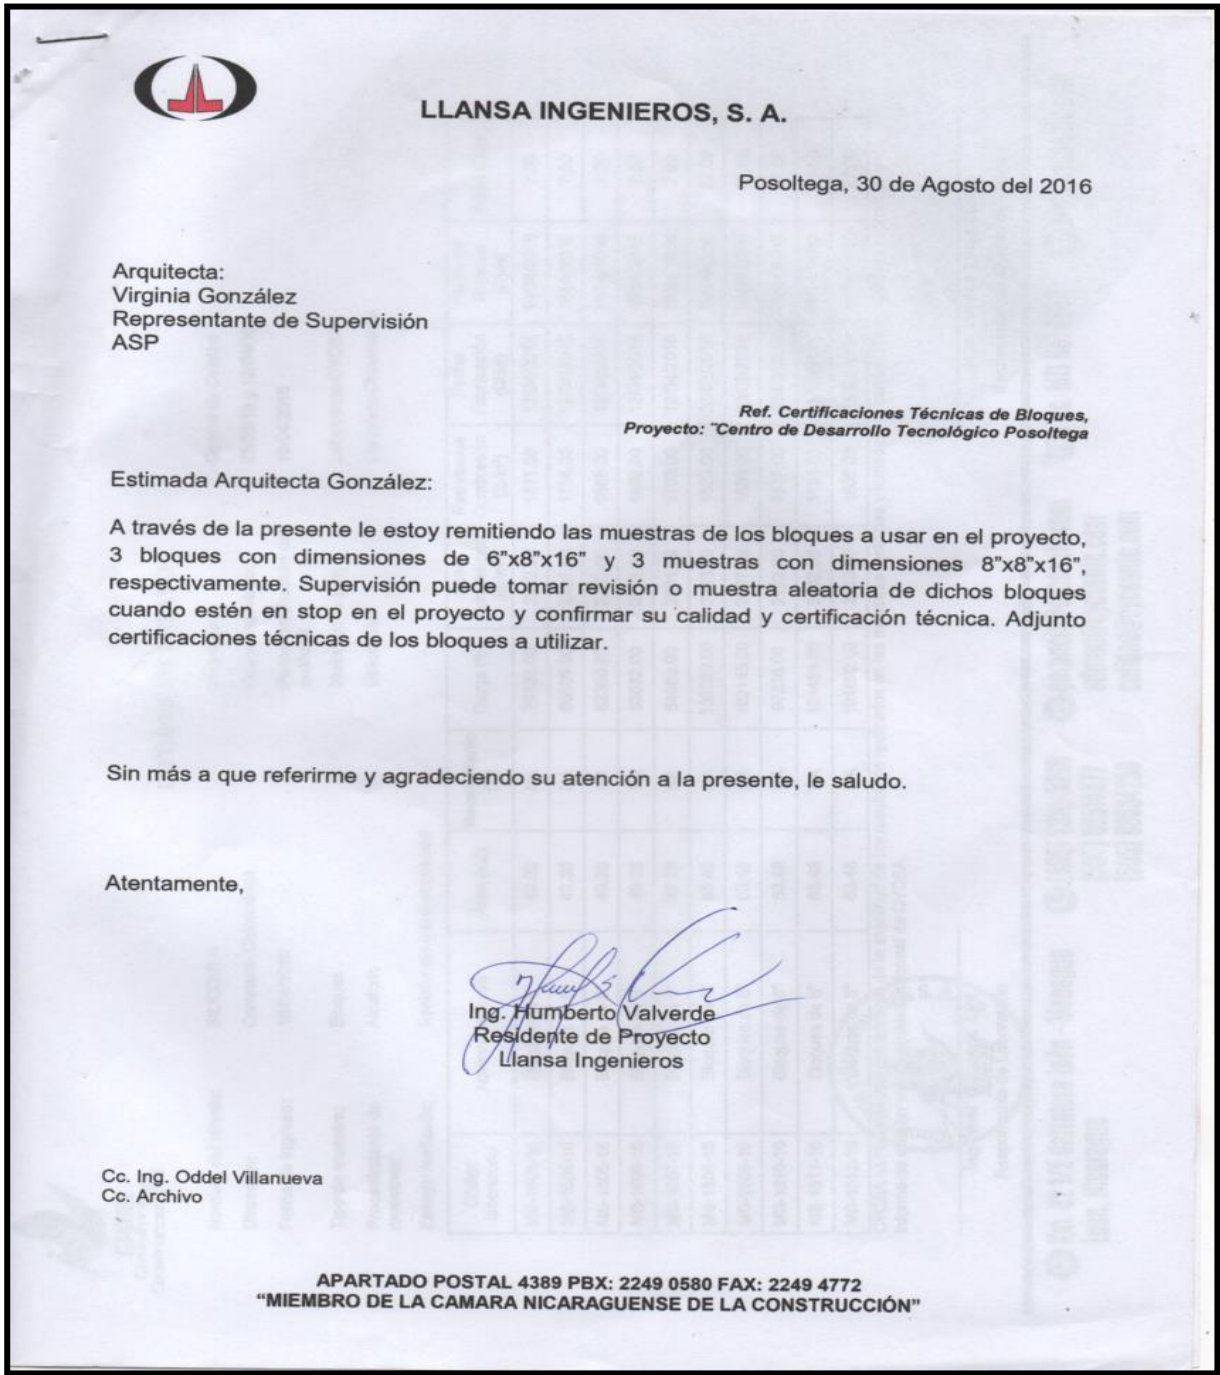 LLANSA INGENIEROS, S. A.
Posoltega, 30 de Agosto del 2016
Arquitecta:
Virginia González
Representante de Supervisión
ASP
Ref. Certificaciones Técnicas de Bloques,
Proyecto: ¨Centro de Desarrollo Tecnológico Posoltega
Estimada Arquitecta González:
A través de la presente le estoy remitiendo las muestras de los bloques a usar en el proyecto,
3 bloques con dimensiones de 6”x8”x16” y 3 muestras con dimensiones 8”x8”x16”,
respectivamente. Supervisión puede tomar revisión o muestra aleatoria de dichos bloques
cuando estén en stop en el proyecto y confirmar su calidad y certificación técnica. Adjunto
certificaciones técnicas de los bloques a utilizar.
Sin más a que referirme y agradeciendo su atención a la presente, le saludo.
Atentamente,
Ing. Humberto Valverde
Residente de Proyecto
Llansa Ingenieros
Cc. Ing. Oddel Villanueva
Cc. Archivo
APARTADO POSTAL 4389 PBX: 2249 0580 FAX: 2249 4772
“MIEMBRO DE LA CAMARA NICARAGUENSE DE LA CONSTRUCCIÓN”